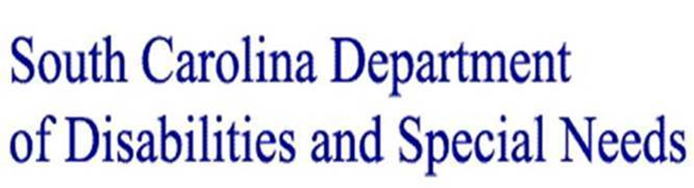 South Carolina Department
of Disabilities and Special Needs